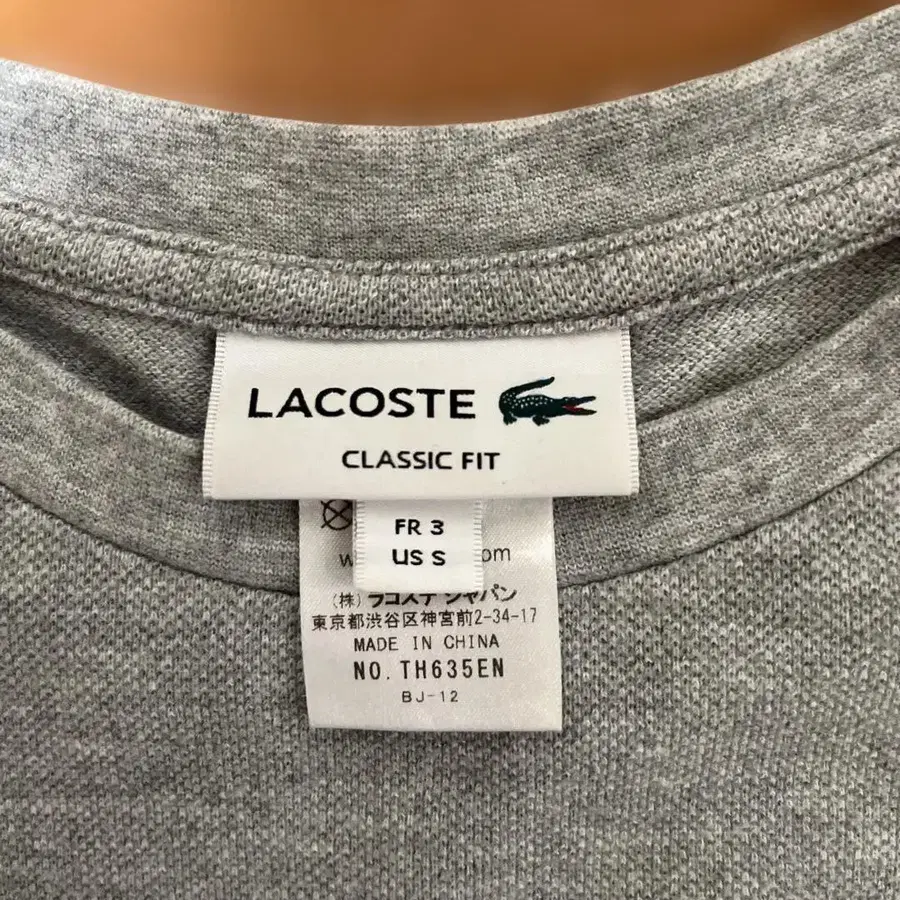 LACOSTE
CLASSIC FIT
FR 3
US S
(株) ラコステ ジャパン
東京都渋谷区神宮前2-34-17
MADE IN CHINA
NO. TH635EN
BJ-12